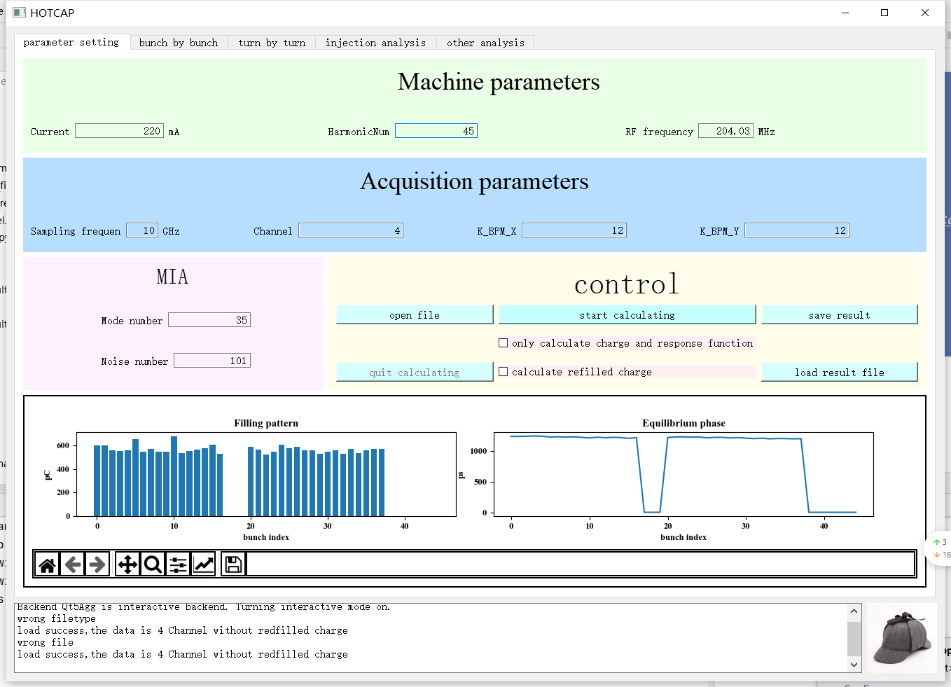 HOTCAP
parameter setting bunch by bunch turn by turn injection analysis other analysis
Machine parameters
Current 220 mA HarmonicNum 45 RF frequency 204.03 MHz
Acquisition parameters
Sampling frequen 10 GHz Channel 4 K_BPM_X 12 K_BPM_Y 12
MIA
Mode number 35
Noise number 101
control
open file start calculating save result
only calculate charge and response function
quit calculating calculate refilled charge load result file
Filling pattern
pC
600
400
200
0
0 10 20 30 40
bunch index
Equilibrium phase
ps
1000
500
0
0 10 20 30 40
bunch index
Backend Qt5Agg is interactive backend. Turning interactive mode on.
wrong filetype
load success,the data is 4 Channel without redfilled charge
wrong file
load success,the data is 4 Channel without redfilled charge
3
18